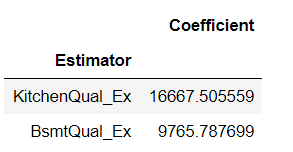 Coefficient
Estimator
KitchenQual_Ex 16667.505559
BsmtQual_Ex 9765.787699